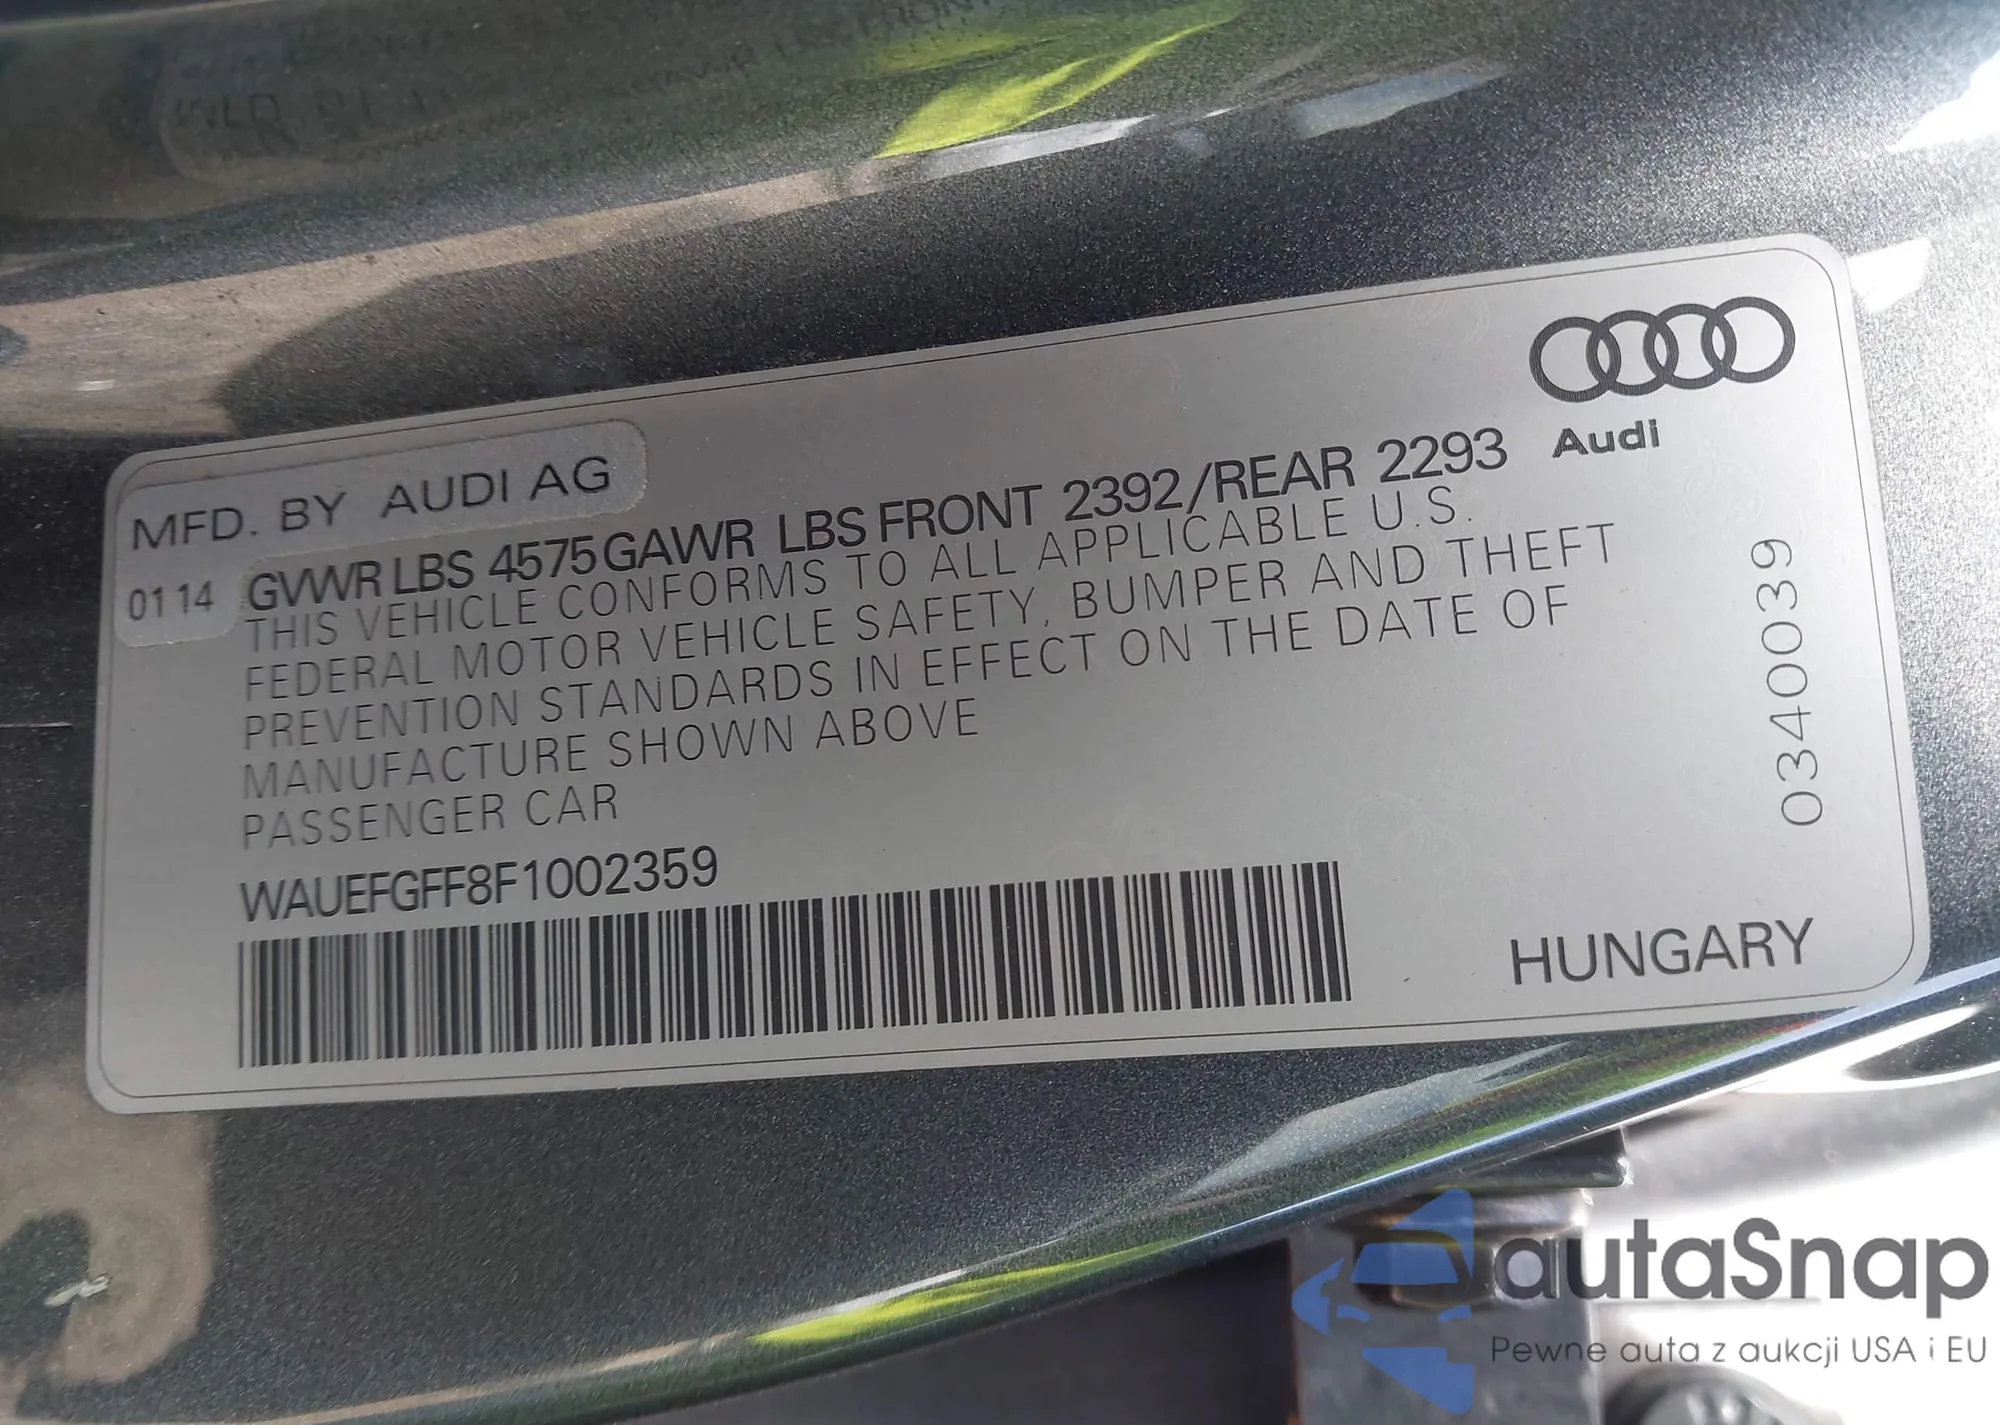 MFD. BY AUDI AG
01 14 GVWR LBS 4575 GAWR LBS FRONT 2392/REAR 2293
THIS VEHICLE CONFORMS TO ALL APPLICABLE U.S.
FEDERAL MOTOR VEHICLE SAFETY, BUMPER AND THEFT
PREVENTION STANDARDS IN EFFECT ON THE DATE OF
MANUFACTURE SHOWN ABOVE
PASSENGER CAR
WAUEFGFF8F1002359
Audi
0340039
HUNGARY
autaSnap
Pewne auta z aukcji USA i EU